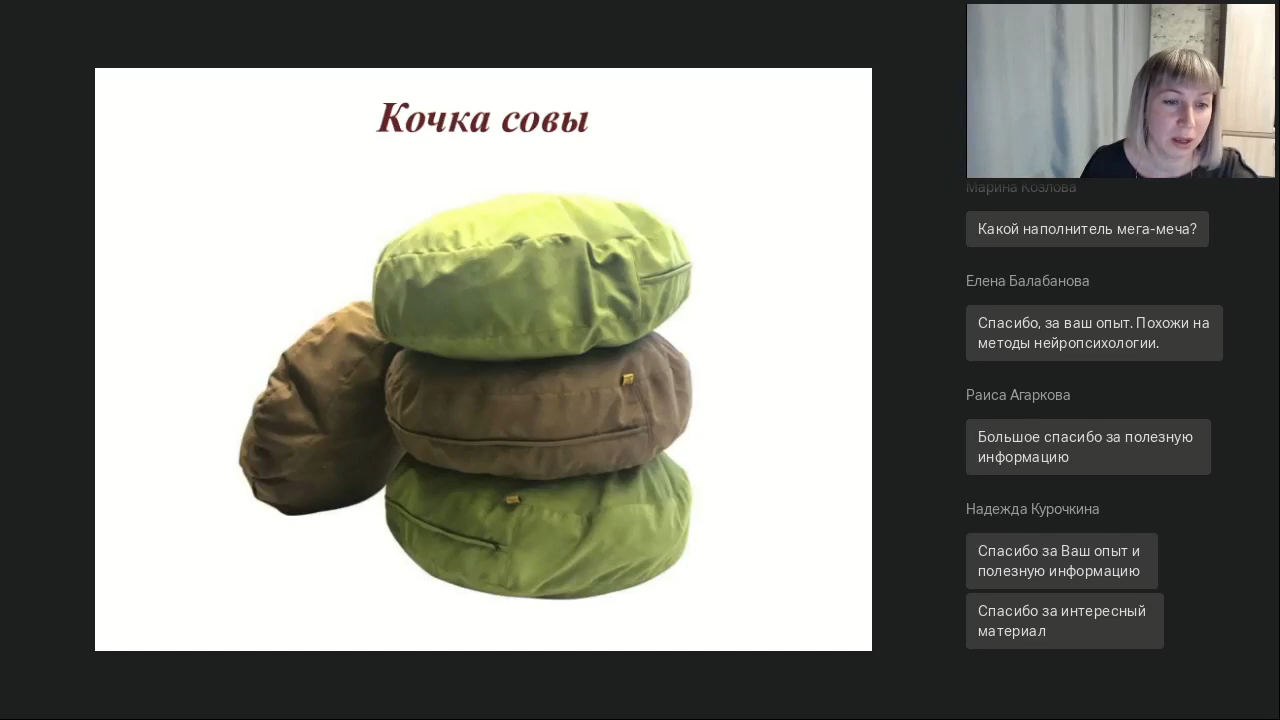 Кочка совы
Марина Козлова
Какой наполнитель мега-меча?
Елена Балабанова
Спасибо, за ваш опыт. Похожи на
методы нейропсихологии.
Раиса Агаркова
Большое спасибо за полезную
информацию
Надежда Курочкина
Спасибо за Ваш опыт и
полезную информацию
Спасибо за интересный
материал